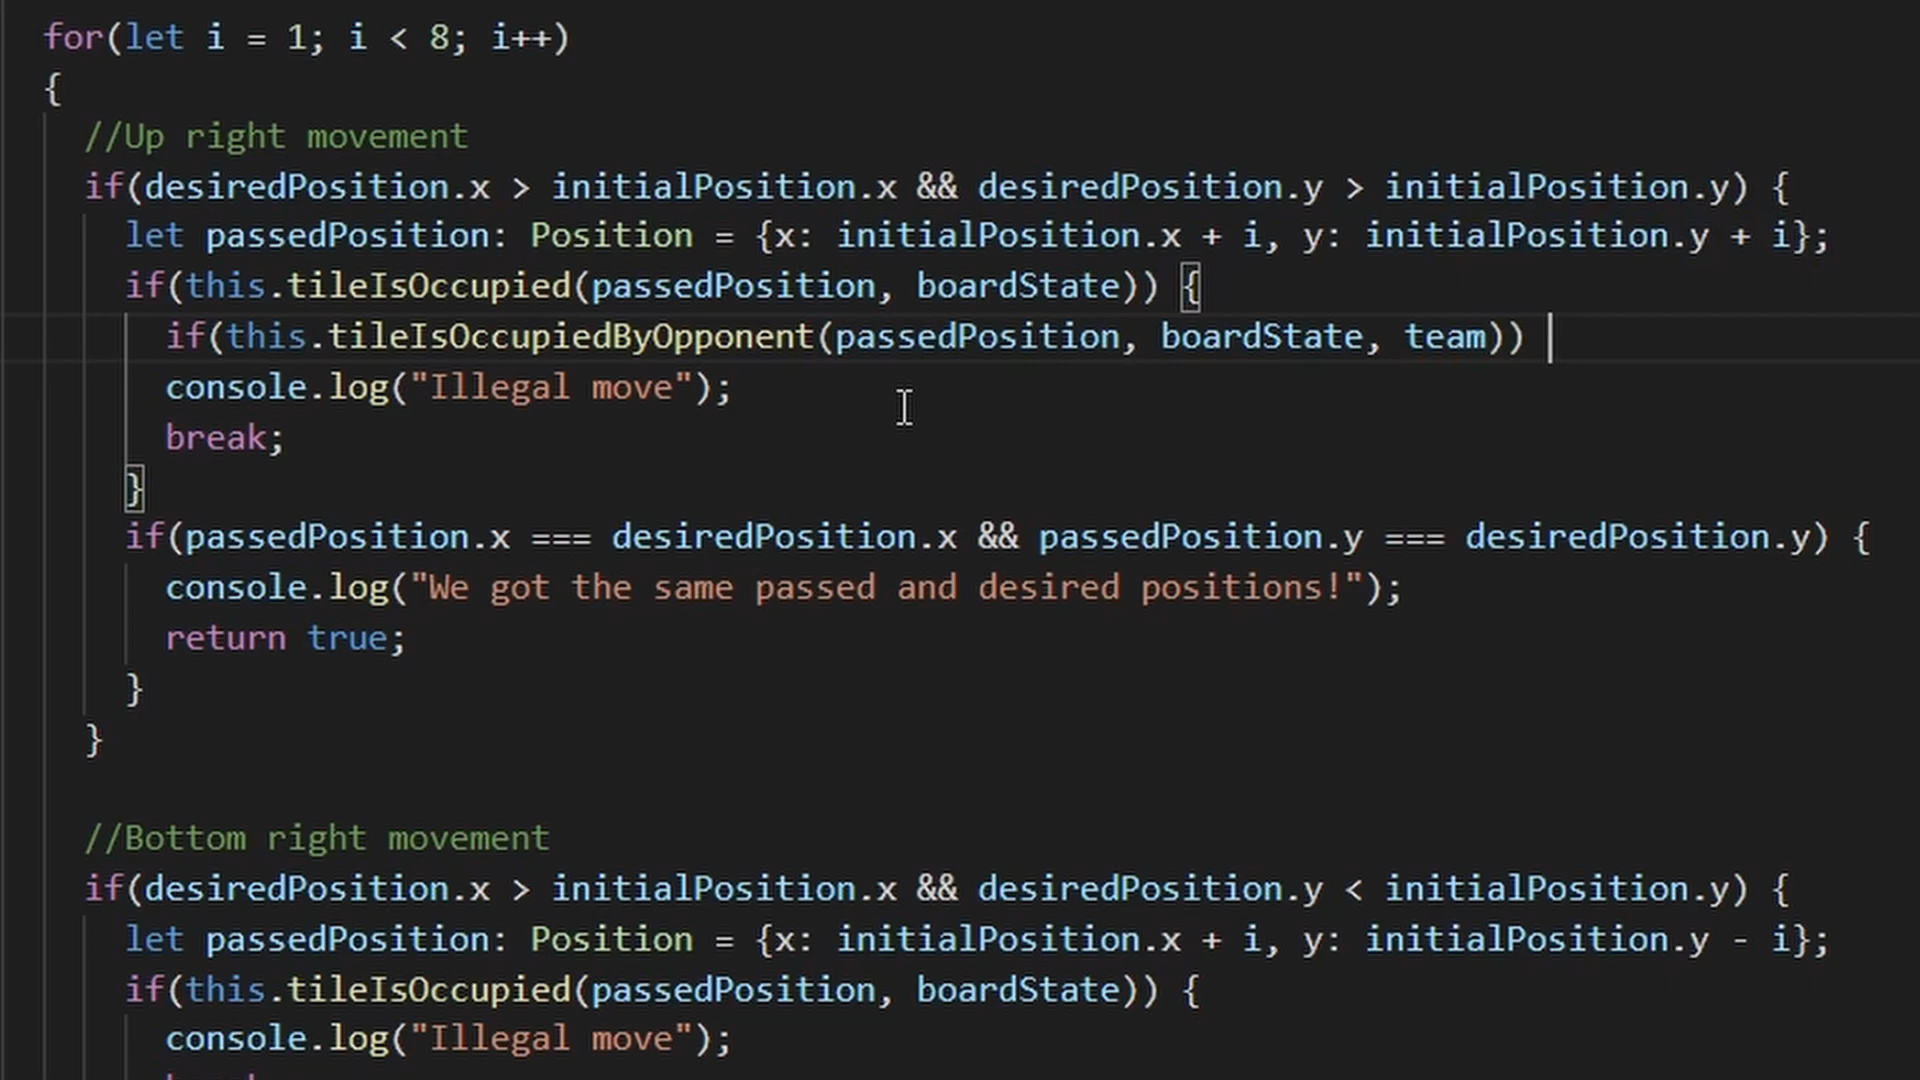 for(let i = 1; i < 8; i++)
{
//Up right movement
if(desiredPosition.x > initialPosition.x && desiredPosition.y > initialPosition.y) {
let passedPosition: Position = {x: initialPosition.x + i, y: initialPosition.y + i};
if(this.tileIsOccupied(passedPosition, boardState)) {
if(this.tileIsOccupiedByOpponent(passedPosition, boardState, team))
console.log("Illegal move");
break;
}
if(passedPosition.x === desiredPosition.x && passedPosition.y === desiredPosition.y) {
console.log("We got the same passed and desired positions!");
return true;
}
}
//Bottom right movement
if(desiredPosition.x > initialPosition.x && desiredPosition.y < initialPosition.y) {
let passedPosition: Position = {x: initialPosition.x + i, y: initialPosition.y - i};
if(this.tileIsOccupied(passedPosition, boardState)) {
console.log("Illegal move");